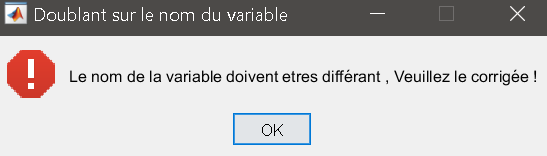 Doublant sur le nom du variable
Le nom de la variable doivent etres différant , Veuillez le corrigée !
OK